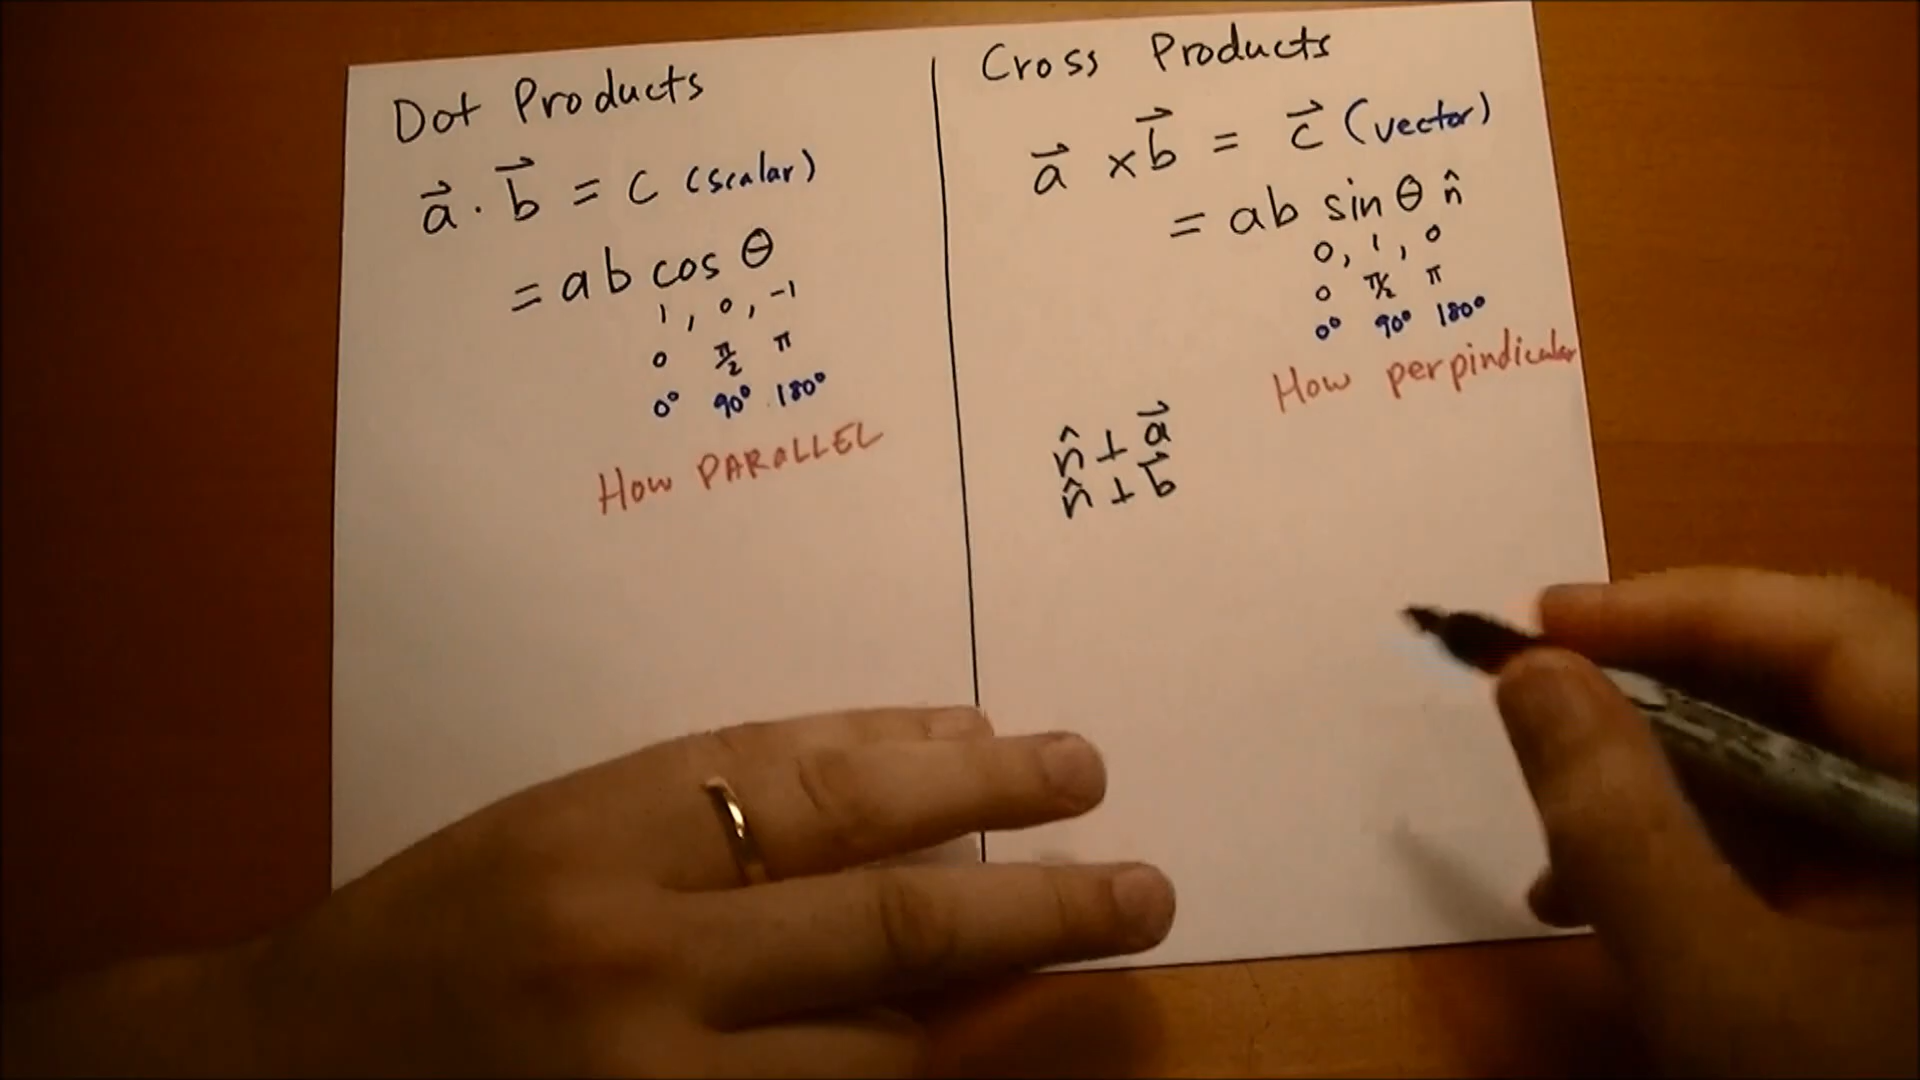 Dot Products
a⃗ · b⃗ = c (scalar)
= ab cos θ
1, 0, -1
0 π/2 π
0° 90° 180°
How PARALLEL
Cross Products
a⃗ × b⃗ = c⃗ (vector)
= ab sin θ n̂
0, 1, 0
0 π/2 π
0° 90° 180°
How perpindicular
n̂ ⊥ a⃗
n̂ ⊥ b⃗